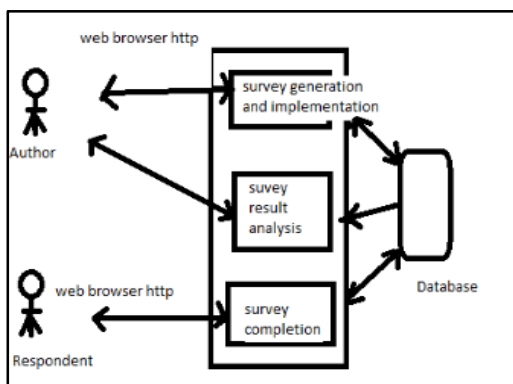 web browser http
survey generation
and implementation
Author
suvey
result
analysis
Database
web browser http
survey
completion
Respondent